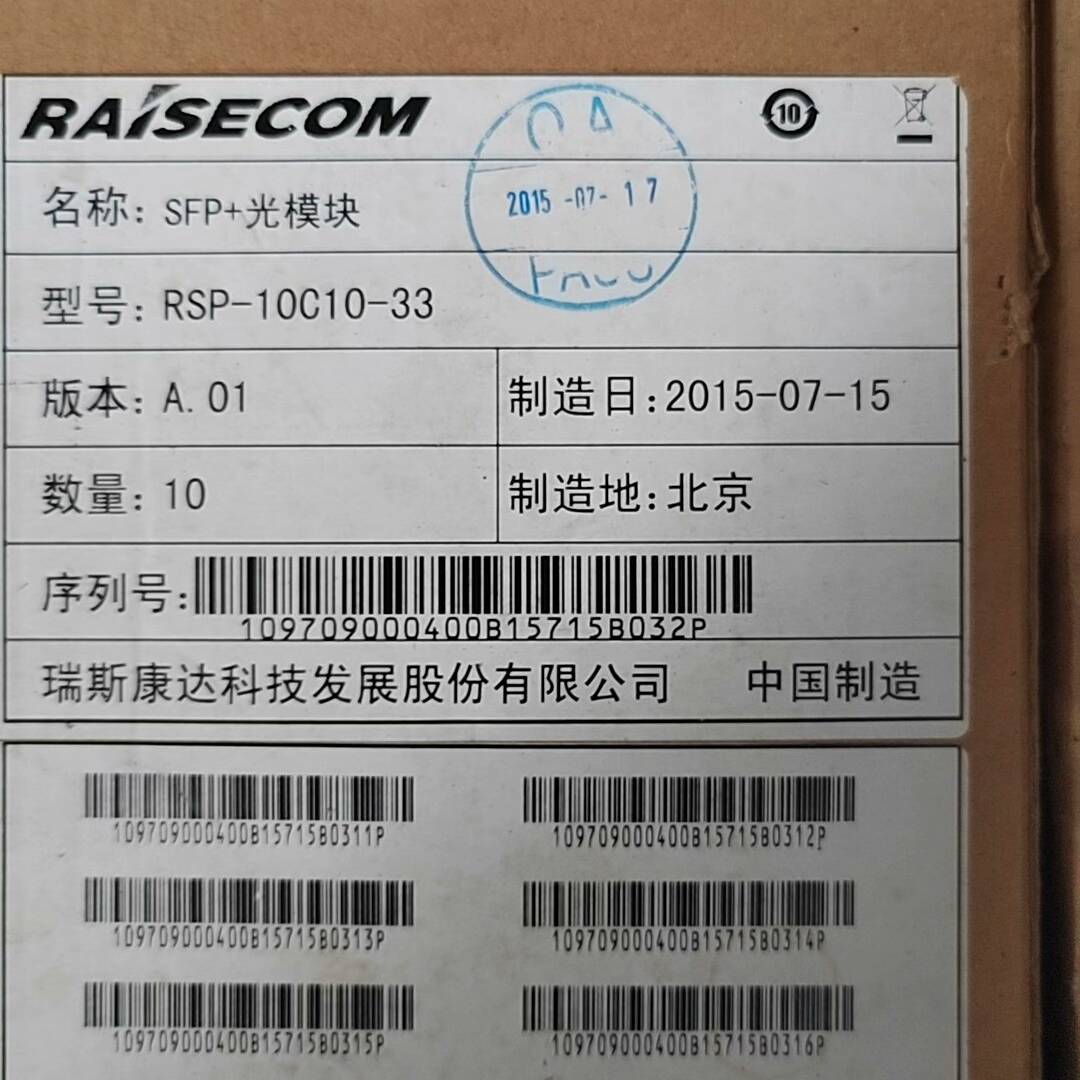 RAISECOM
10
QA
2015-07-17
名称: SFP+光模块
型号: RSP-10C10-33
版本: A.01
制造日:2015-07-15
数量: 10
制造地:北京
序列号:
109709000400B15715B032P
瑞斯康达科技发展股份有限公司 中国制造
109709000400B15715B0311P
109709000400B15715B0312P
109709000400B15715B0313P
109709000400B15715B0314P
109709000400B15715B0315P
109709000400B15715B0316P